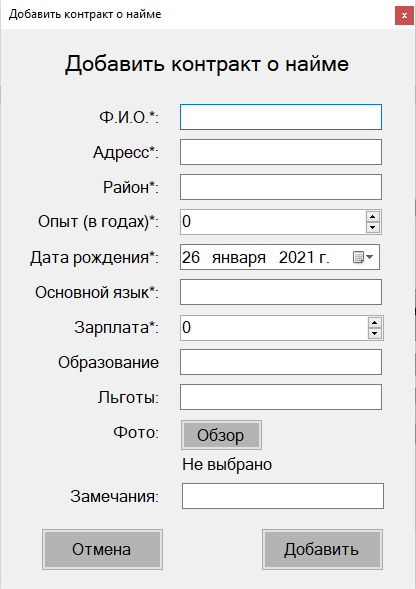 Добавить контракт о найме
x
Добавить контракт о найме
Ф.И.О.*:
Адресс*:
Район*:
Опыт (в годах)*: 0
Дата рождения*: 26 января 2021 г.
Основной язык*:
Зарплата*: 0
Образование
Льготы:
Фото: Обзор
Не выбрано
Замечания:
Отмена Добавить